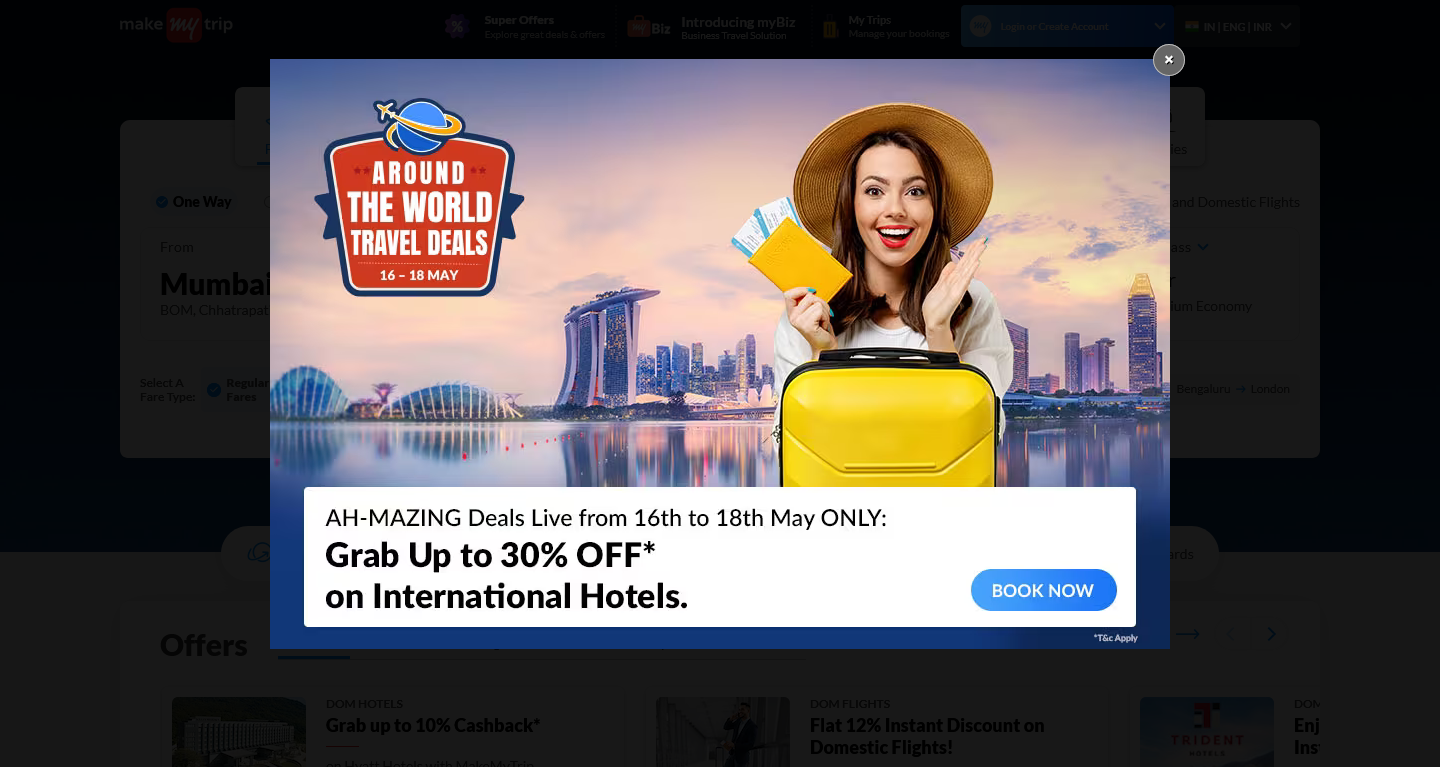 make my trip
Super Offers
Explore great deals & offers
Biz
Introducing myBiz
Business Travel Solution
My Trips
Manage your bookings
Login or Create Account
IN | ENG | INR
One Way
and Domestic Flights
From
Mumbai
BOM, Chhatrapat
Select A
Fare Type:
Regular
Fares
Bengaluru → London
AROUND
THE WORLD
TRAVEL DEALS
16 – 18 MAY
AH-MAZING Deals Live from 16th to 18th May ONLY:
Grab Up to 30% OFF*
on International Hotels.
BOOK NOW
*T&c Apply
Offers
DOM HOTELS
Grab up to 10% Cashback*
on Hyatt Hotels with MakeMyTrip
DOM FLIGHTS
Flat 12% Instant Discount on
Domestic Flights!
TRIDENT
HOTELS
DOM
Enj
Inst